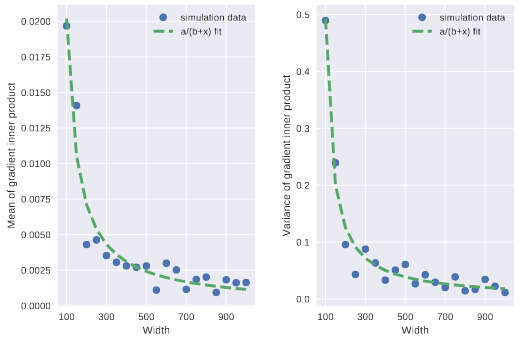 simulation data
a/(b+x) fit
0.0200
0.0175
0.0150
0.0125
0.0100
0.0075
0.0050
0.0025
0.0000
Mean of gradient inner product
100 300 500 700 900
Width
simulation data
a/(b+x) fit
0.5
0.4
0.3
0.2
0.1
0.0
Variance of gradient inner product
100 300 500 700 900
Width